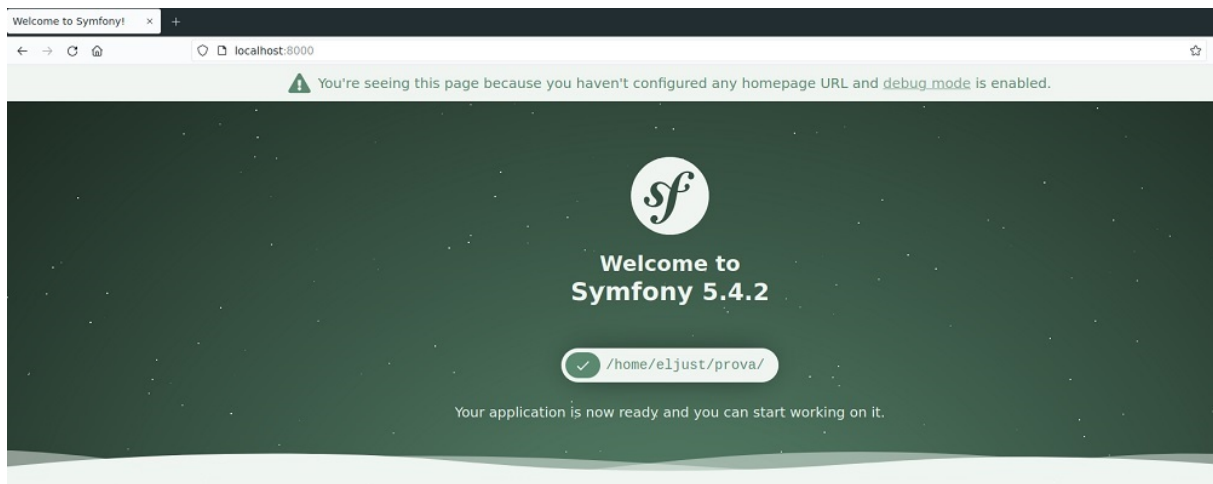 Welcome to Symfony!
localhost:8000
You're seeing this page because you haven't configured any homepage URL and debug mode is enabled.
sf
Welcome to
Symfony 5.4.2
/home/eljust/prova/
Your application is now ready and you can start working on it.